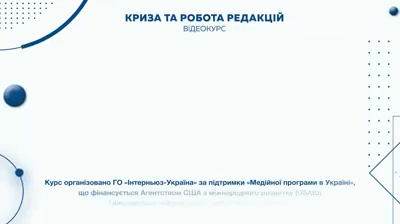 КРИЗА ТА РОБОТА РЕДАКЦІЙ
ВІДЕОКУРС
Курс організовано ГО «Інтерньюз-Україна» за підтримки «Медійної програми в Україні»,
що фінансується Агентством США з міжнародного розвитку (USAID)